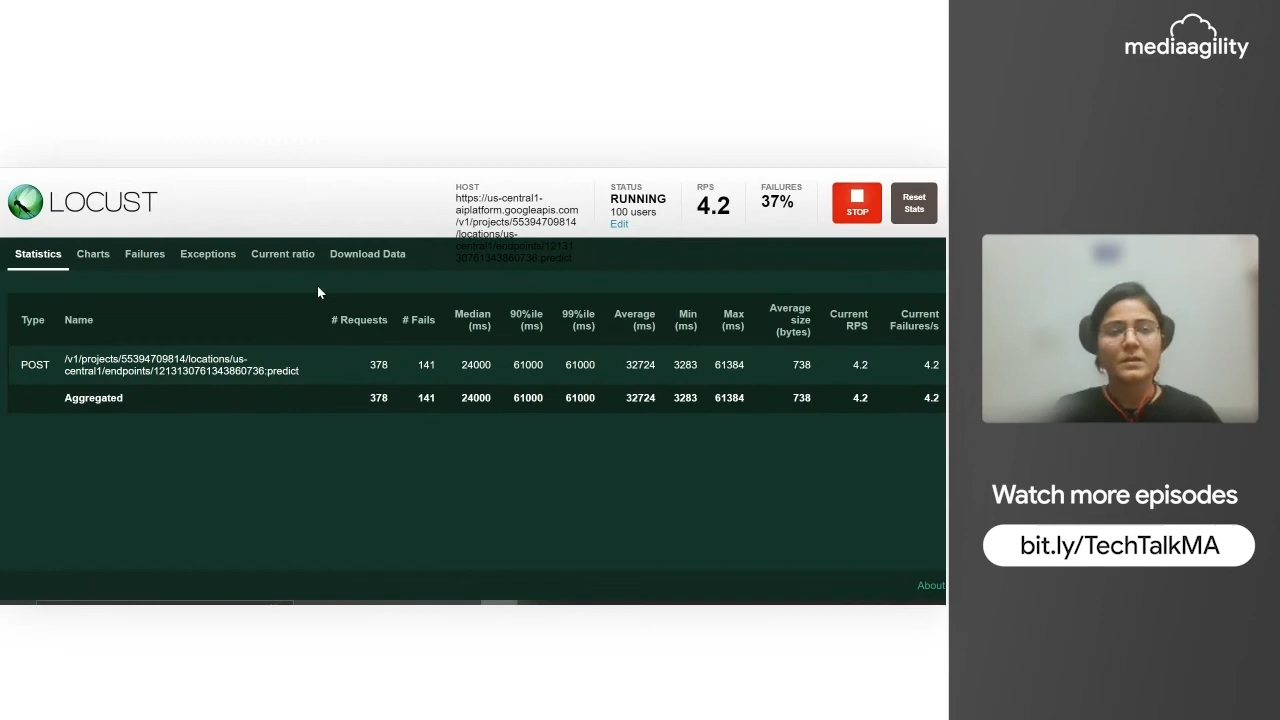 mediaagility
LOCUST
HOST
https://us-central1-
aiplatform.googleapis.com
/v1/projects/55394709814
/locations/us-
central1/endpoints/12131
30761343860736:predict
STATUS
RUNNING
100 users
Edit
RPS
4.2
FAILURES
37%
STOP
Reset
Stats
Statistics Charts Failures Exceptions Current ratio Download Data
Type Name # Requests # Fails Median (ms) 90%ile (ms) 99%ile (ms) Average (ms) Min (ms) Max (ms) Average size (bytes) Current RPS Current Failures/s
POST /v1/projects/55394709814/locations/us-
central1/endpoints/1213130761343860736:predict 378 141 24000 61000 61000 32724 3283 61384 738 4.2 4.2
Aggregated 378 141 24000 61000 61000 32724 3283 61384 738 4.2 4.2
About
Watch more episodes
bit.ly/TechTalkMA